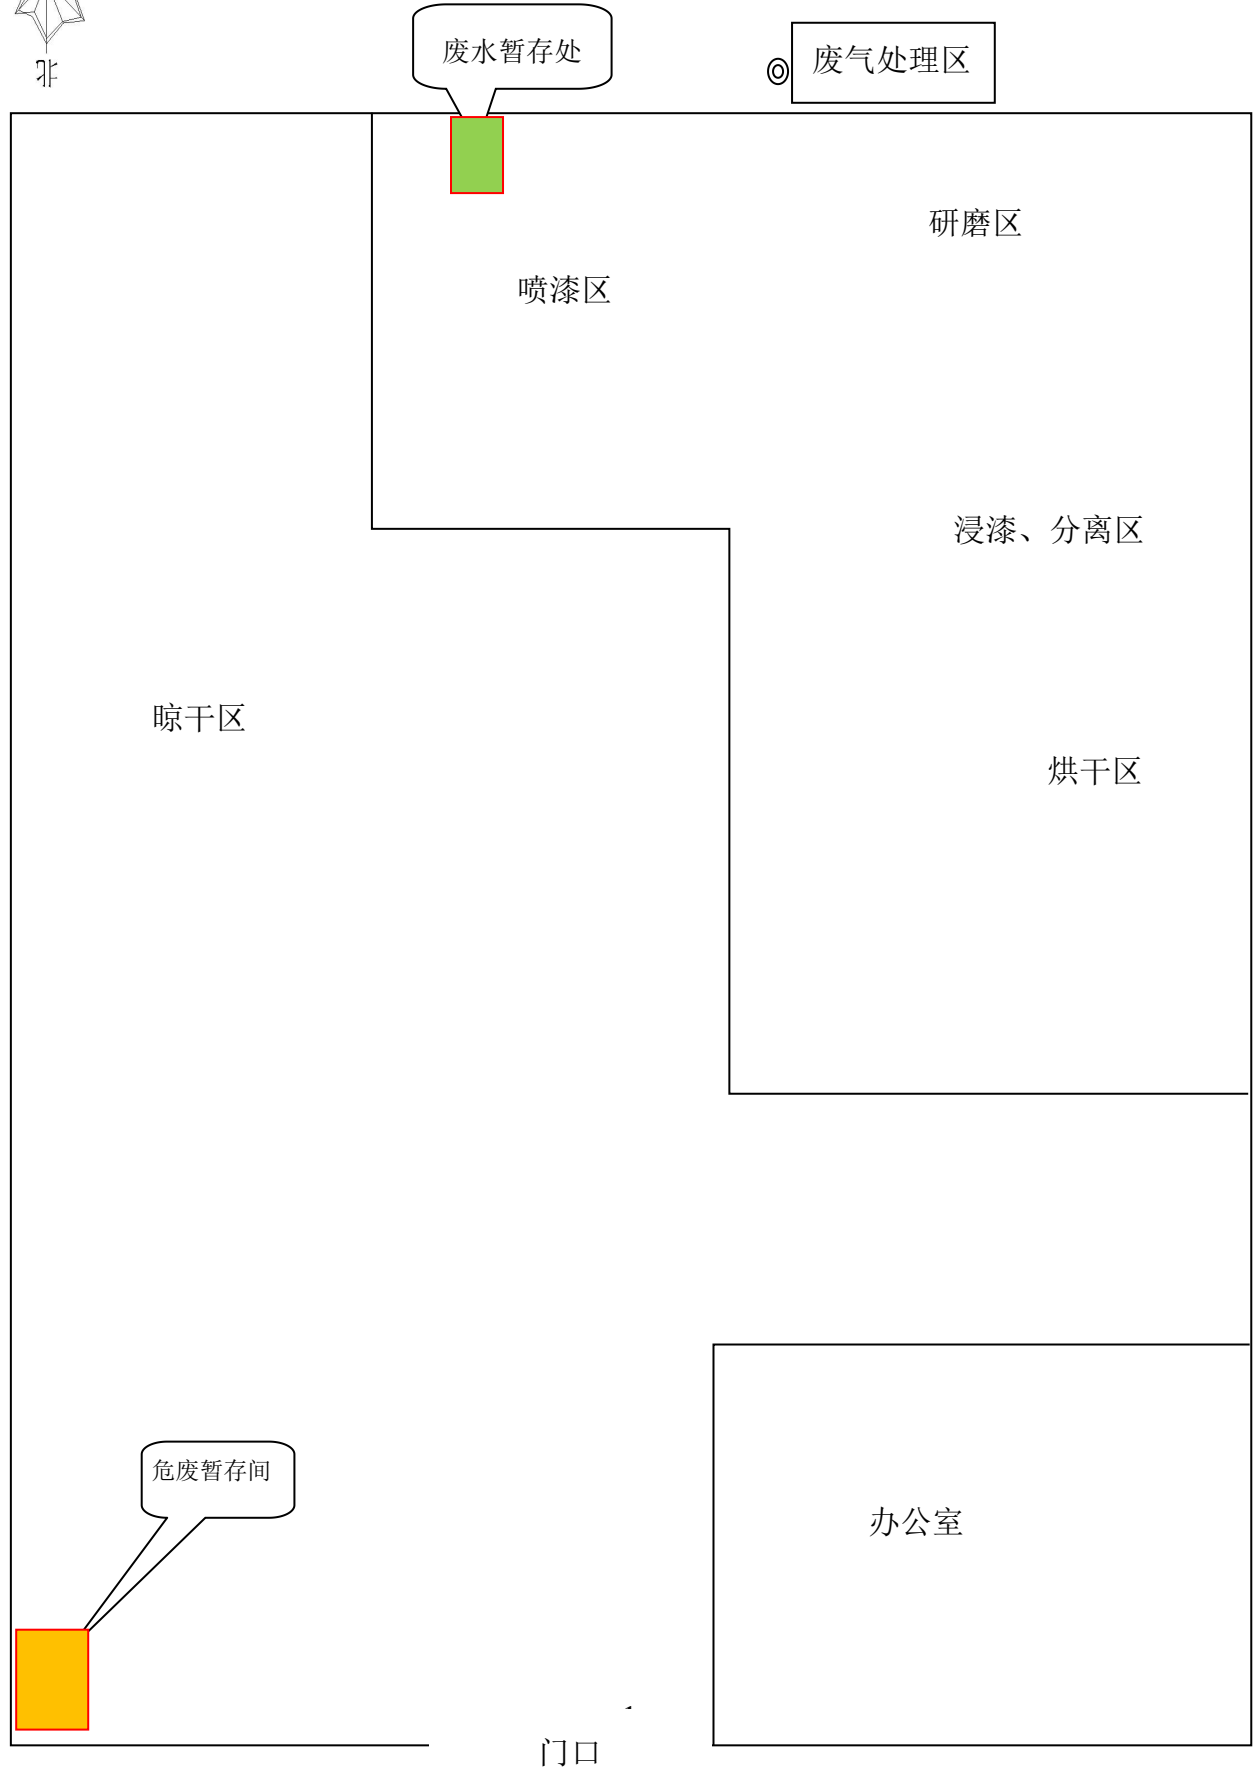 北
废水暂存处
废气处理区
研磨区
喷漆区
浸漆、分离区
晾干区
烘干区
危废暂存间
办公室
门口